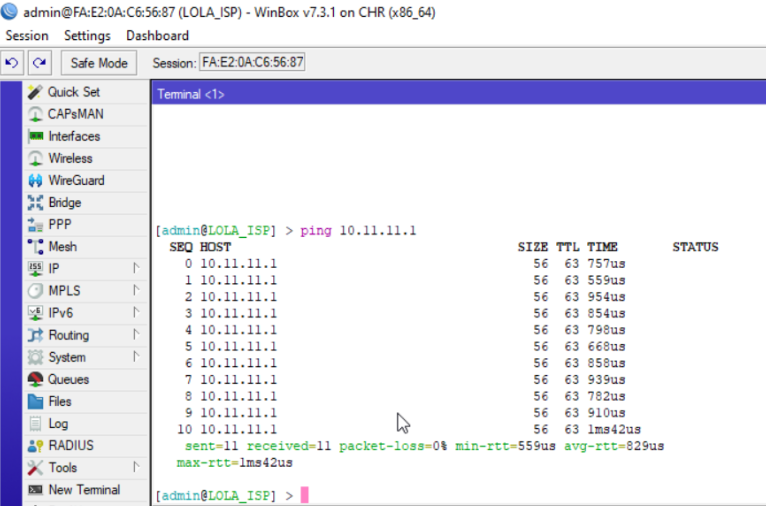 admin@FA:E2:0A:C6:56:87 (LOLA_ISP) - WinBox v7.3.1 on CHR (x86_64)
Session Settings Dashboard
Safe Mode Session: FA:E2:0A:C6:56:87
Quick Set
CAPsMAN
Interfaces
Wireless
WireGuard
Bridge
PPP
Mesh
IP
MPLS
IPv6
Routing
System
Queues
Files
Log
RADIUS
Tools
New Terminal
Terminal <1>
[admin@LOLA_ISP] > ping 10.11.11.1
SEQ HOST SIZE TTL TIME STATUS
0 10.11.11.1 56 63 757us
1 10.11.11.1 56 63 559us
2 10.11.11.1 56 63 954us
3 10.11.11.1 56 63 854us
4 10.11.11.1 56 63 798us
5 10.11.11.1 56 63 668us
6 10.11.11.1 56 63 858us
7 10.11.11.1 56 63 939us
8 10.11.11.1 56 63 782us
9 10.11.11.1 56 63 910us
10 10.11.11.1 56 63 1ms42us
sent=11 received=11 packet-loss=0% min-rtt=559us avg-rtt=829us
max-rtt=1ms42us
[admin@LOLA_ISP] >